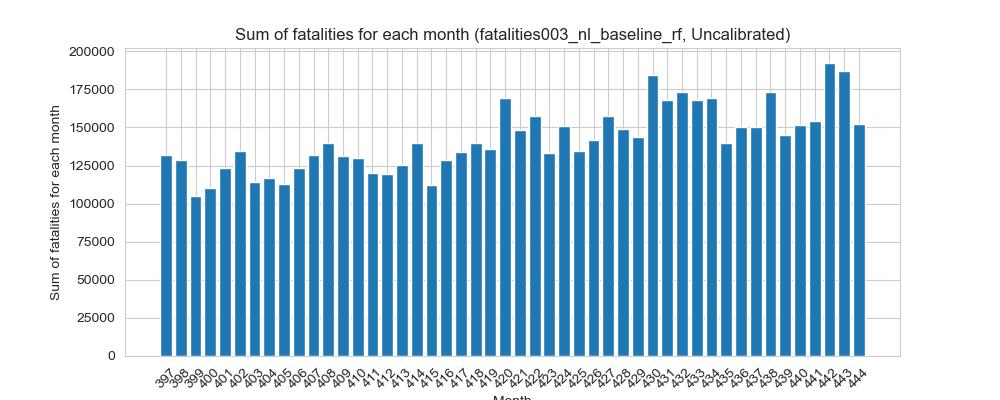 Sum of fatalities for each month (fatalities003_nl_baseline_rf, Uncalibrated)
200000
175000
150000
125000
100000
75000
50000
25000
0
Sum of fatalities for each month
397 398 399 400 401 402 403 404 405 406 407 408 409 410 411 412 413 414 415 416 417 418 419 420 421 422 423 424 425 426 427 428 429 430 431 432 433 434 435 436 437 438 439 440 441 442 443 444
Month